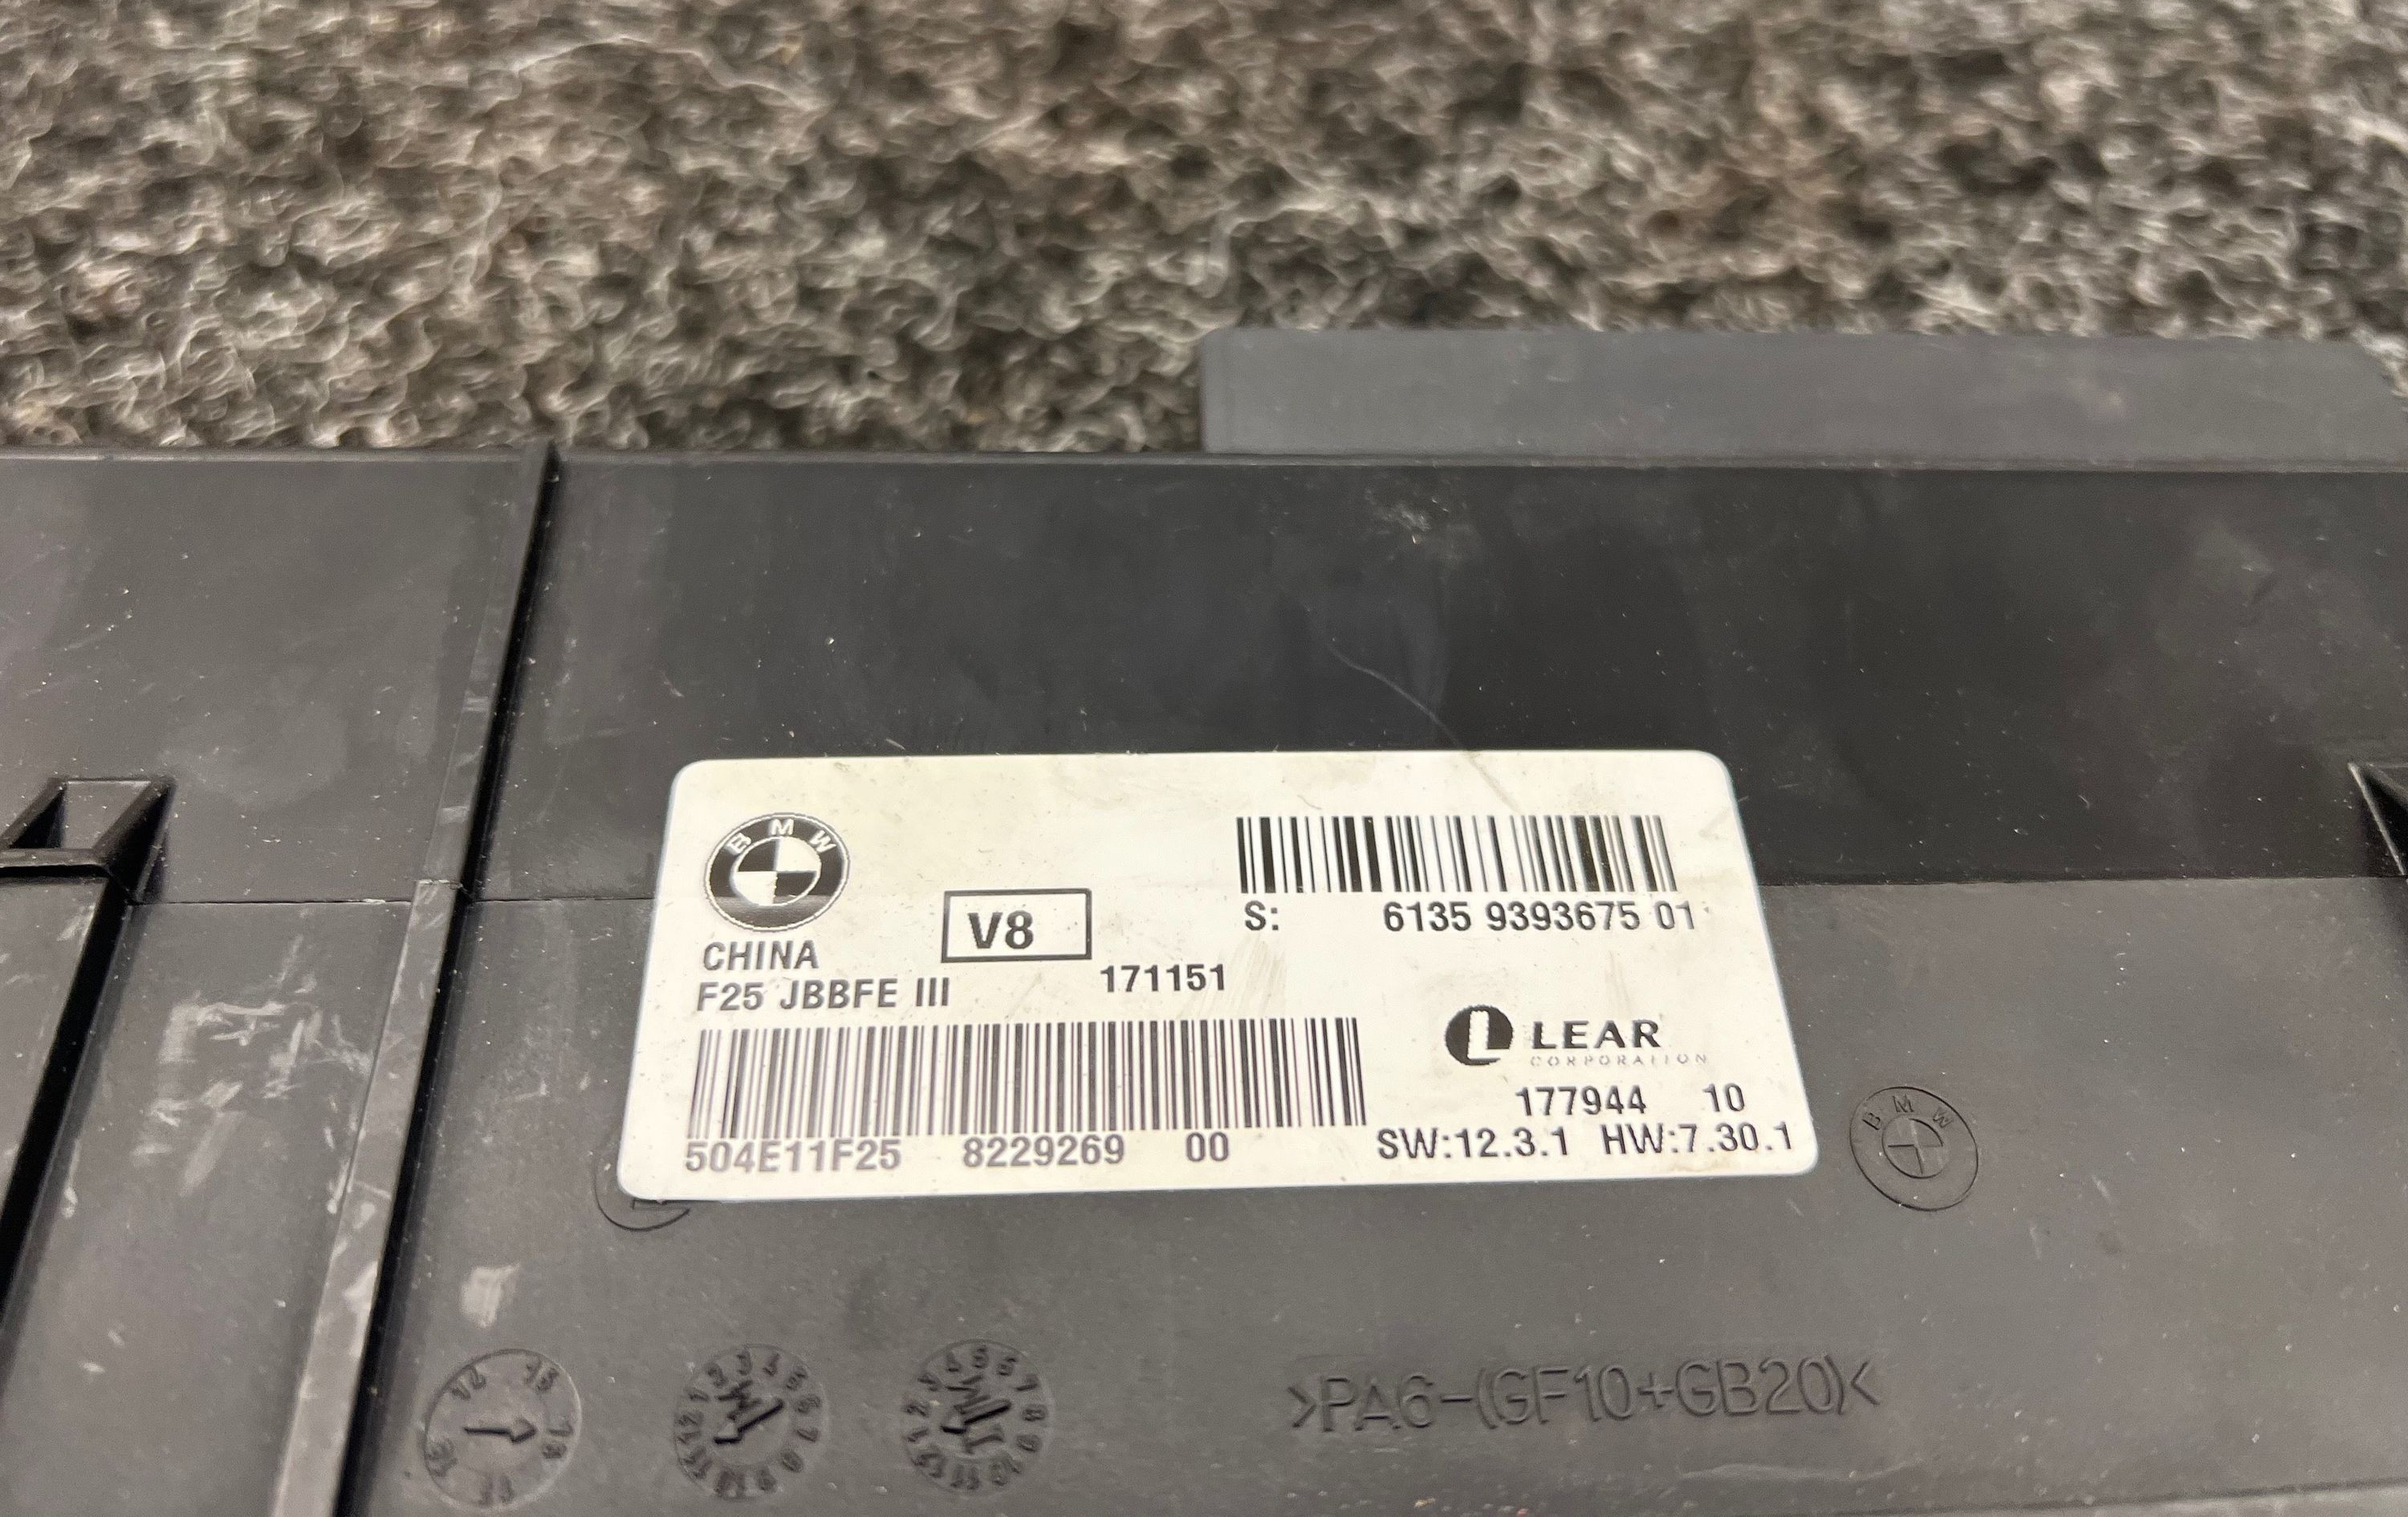 BMW
V8
S: 6135 9393675 01
CHINA
F25 JBBFE III 171151
LEAR
CORPORATION
177944 10
504E11F25 8229269 00
SW:12.3.1 HW:7.30.1
BMW
>PA6-(GF10+GB20)<